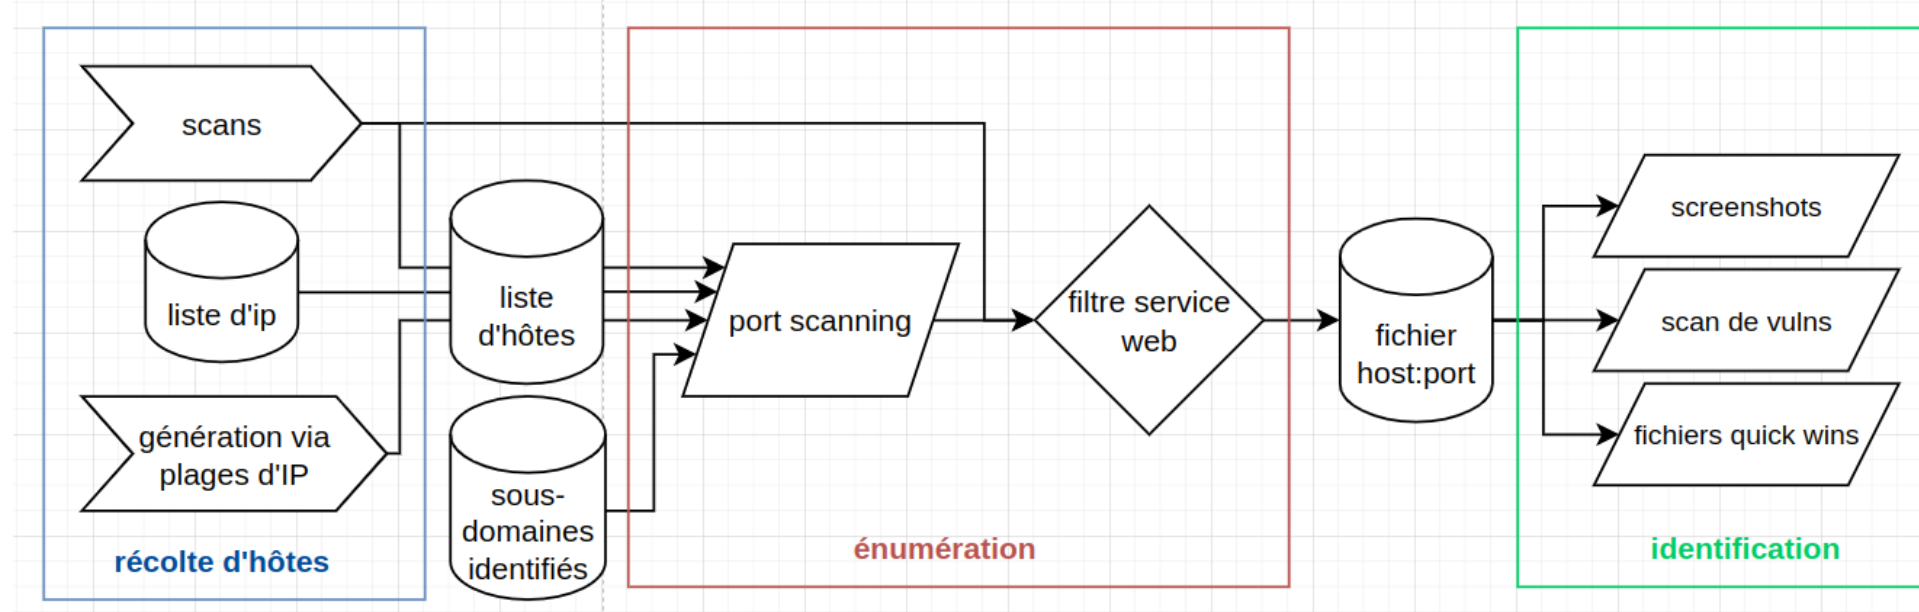 scans
liste d'ip
génération via
plages d'IP
récolte d'hôtes
liste
d'hôtes
sous-
domaines
identifiés
port scanning
filtre service
web
énumération
fichier
host:port
screenshots
scan de vulns
fichiers quick wins
identification